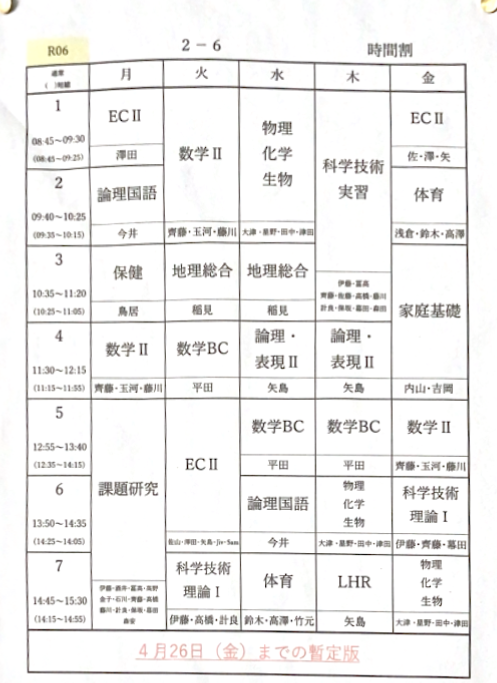 R06 2-6 時間割
通常 月 火 水 木 金
1
08:45~09:30
(08:45~09:25)
ECⅡ
澤田
数学Ⅱ
齊藤・玉河・藤川
物理
化学
生物
大津・星野・田中・津田
科学技術
実習
ECⅡ
佐・澤・矢
2
09:40~10:25
(09:35~10:15)
論理国語
今井
体育
浅倉・鈴木・高澤
3
10:35~11:20
(10:25~11:05)
保健
鳥居
地理総合
稲見
地理総合
稲見
伊藤・冨高
齊藤・佐藤・高橋・藤川
計良・保坂・墓田・森田
家庭基礎
4
11:30~12:15
(11:15~11:55)
数学Ⅱ
齊藤・玉河・藤川
数学BC
平田
論理・
表現Ⅱ
矢島
論理・
表現Ⅱ
矢島
内山・吉岡
5
12:55~13:40
(12:35~14:15)
課題研究
ECⅡ
数学BC
平田
数学BC
平田
数学Ⅱ
齊藤・玉河・藤川
6
13:50~14:35
(14:25~14:05)
佐山・澤田・矢島・Jiv・Sam
論理国語
今井
物理
化学
生物
大津・星野・田中・津田
科学技術
理論Ⅰ
伊藤・齊藤・墓田
7
14:45~15:30
(14:15~14:55)
金子・石川・齊藤・高橋
藤川・計良・保坂・墓田
科学技術
理論Ⅰ
伊藤・高橋・計良
体育
鈴木・高澤・竹元
LHR
矢島
物理
化学
生物
大津・星野・田中・津田
4月26日(金)までの暫定版